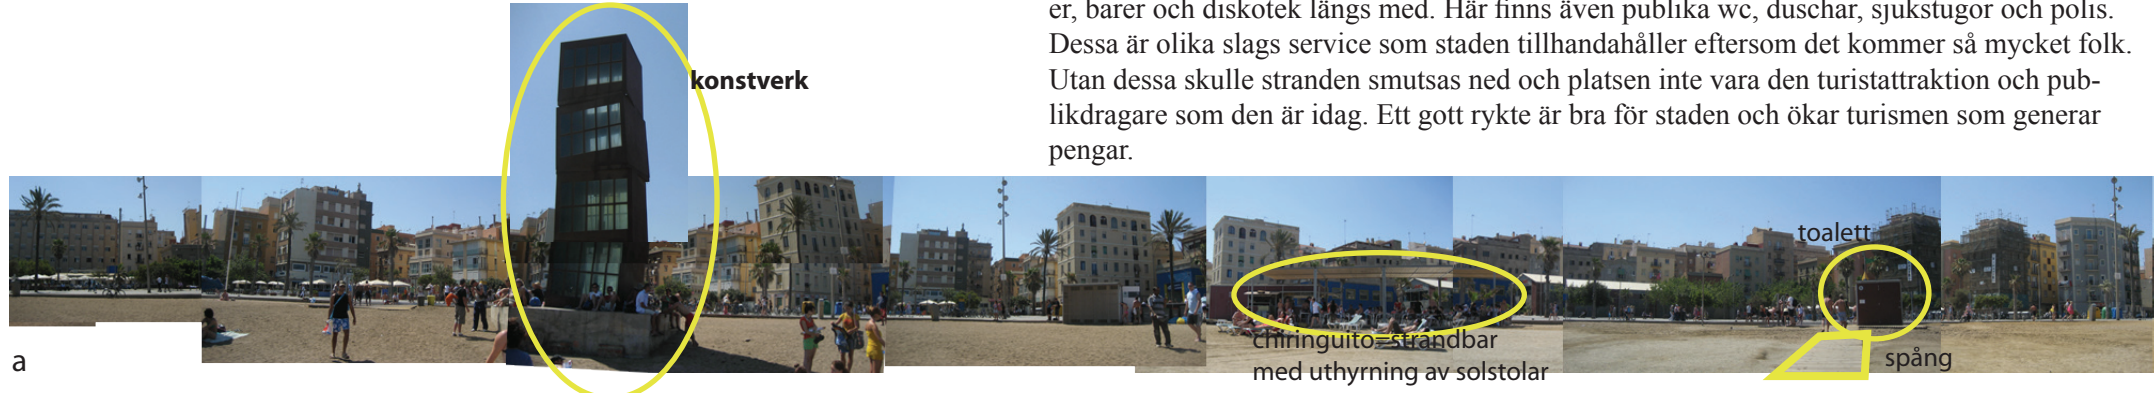 er, barer och diskotek längs med. Här finns även publika wc, duschar, sjukstugor och polis.
Dessa är olika slags service som staden tillhandahåller eftersom det kommer så mycket folk.
Utan dessa skulle stranden smutsas ned och platsen inte vara den turistattraktion och pub-
likdragare som den är idag. Ett gott rykte är bra för staden och ökar turismen som generar
pengar.
konstverk
toalett
chiringuito=strandbar
med uthyrning av solstolar
spång
a